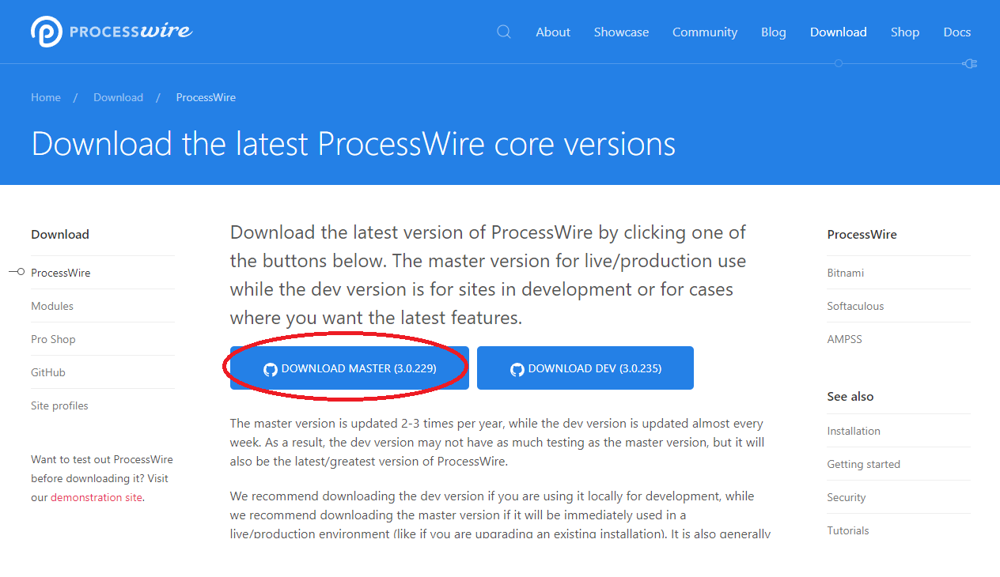 PROCESSwire
About Showcase Community Blog Download Shop Docs
Home / Download / ProcessWire
Download the latest ProcessWire core versions
Download
ProcessWire
Modules
Pro Shop
GitHub
Site profiles
Want to test out ProcessWire
before downloading it? Visit
our demonstration site.
Download the latest version of ProcessWire by clicking one of
the buttons below. The master version for live/production use
while the dev version is for sites in development or for cases
where you want the latest features.
DOWNLOAD MASTER (3.0.229)
DOWNLOAD DEV (3.0.235)
The master version is updated 2-3 times per year, while the dev version is updated almost every
week. As a result, the dev version may not have as much testing as the master version, but it will
also be the latest/greatest version of ProcessWire.
We recommend downloading the dev version if you are using it locally for development, while
we recommend downloading the master version if it will be immediately used in a
live/production environment (like if you are upgrading an existing installation). It is also generally
ProcessWire
Bitnami
Softaculous
AMPSS
See also
Installation
Getting started
Security
Tutorials